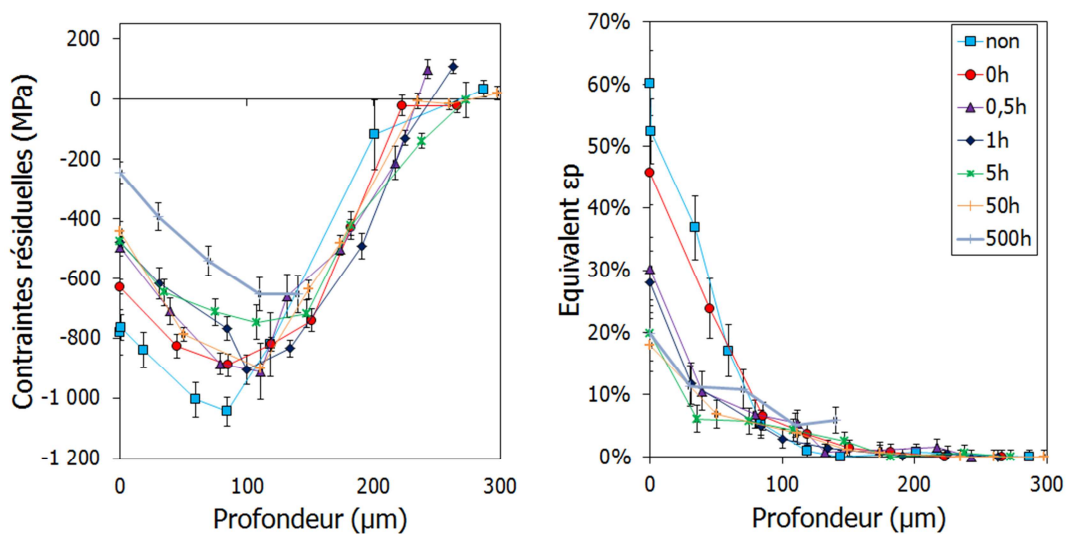 200
0
-200
-400
-600
-800
-1 000
-1 200
Contraintes résiduelles (MPa)
0
100
200
300
Profondeur (µm)
70%
60%
50%
40%
30%
20%
10%
0%
Equivalent εp
0
100
200
300
Profondeur (µm)
non
0h
0,5h
1h
5h
50h
500h